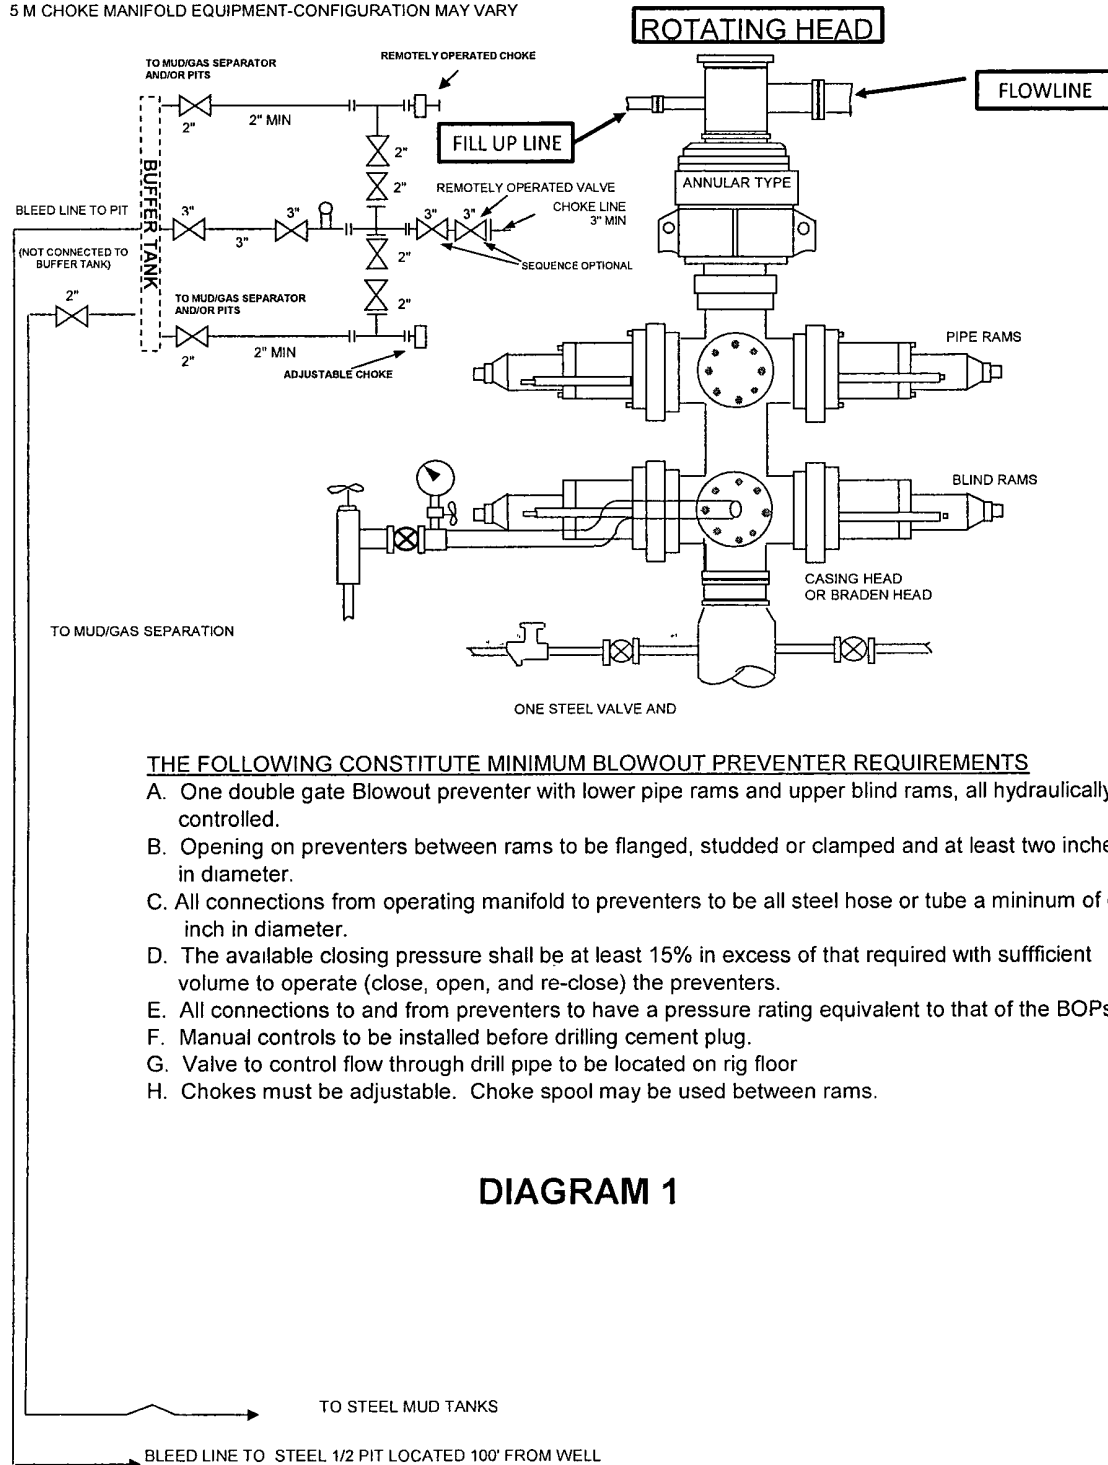 5 M CHOKE MANIFOLD EQUIPMENT-CONFIGURATION MAY VARY
ROTATING HEAD
REMOTELY OPERATED CHOKE
TO MUD/GAS SEPARATOR
AND/OR PITS
FLOWLINE
2"
2" MIN
FILL UP LINE
2"
2"
BUFFER TANK
ANNULAR TYPE
REMOTELY OPERATED VALVE
CHOKE LINE
3" MIN
BLEED LINE TO PIT
3"
3"
3"
3"
3"
(NOT CONNECTED TO
BUFFER TANK)
2"
SEQUENCE OPTIONAL
2"
TO MUD/GAS SEPARATOR
AND/OR PITS
2"
2"
2" MIN
ADJUSTABLE CHOKE
PIPE RAMS
BLIND RAMS
CASING HEAD
OR BRADEN HEAD
TO MUD/GAS SEPARATION
ONE STEEL VALVE AND
THE FOLLOWING CONSTITUTE MINIMUM BLOWOUT PREVENTER REQUIREMENTS
A. One double gate Blowout preventer with lower pipe rams and upper blind rams, all hydraulically
controlled.
B. Opening on preventers between rams to be flanged, studded or clamped and at least two inche
in diameter.
C. All connections from operating manifold to preventers to be all steel hose or tube a mininum of
inch in diameter.
D. The available closing pressure shall be at least 15% in excess of that required with suffficient
volume to operate (close, open, and re-close) the preventers.
E. All connections to and from preventers to have a pressure rating equivalent to that of the BOPs
F. Manual controls to be installed before drilling cement plug.
G. Valve to control flow through drill pipe to be located on rig floor
H. Chokes must be adjustable. Choke spool may be used between rams.
DIAGRAM 1
TO STEEL MUD TANKS
BLEED LINE TO STEEL 1/2 PIT LOCATED 100' FROM WELL